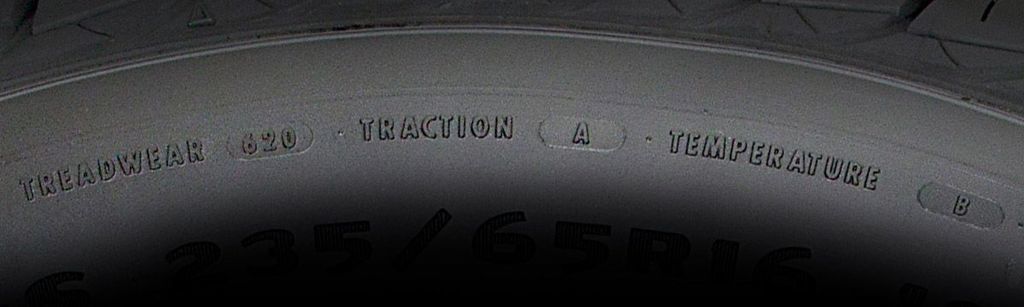 TREADWEAR 620 · TRACTION A · TEMPERATURE B
235/65R16